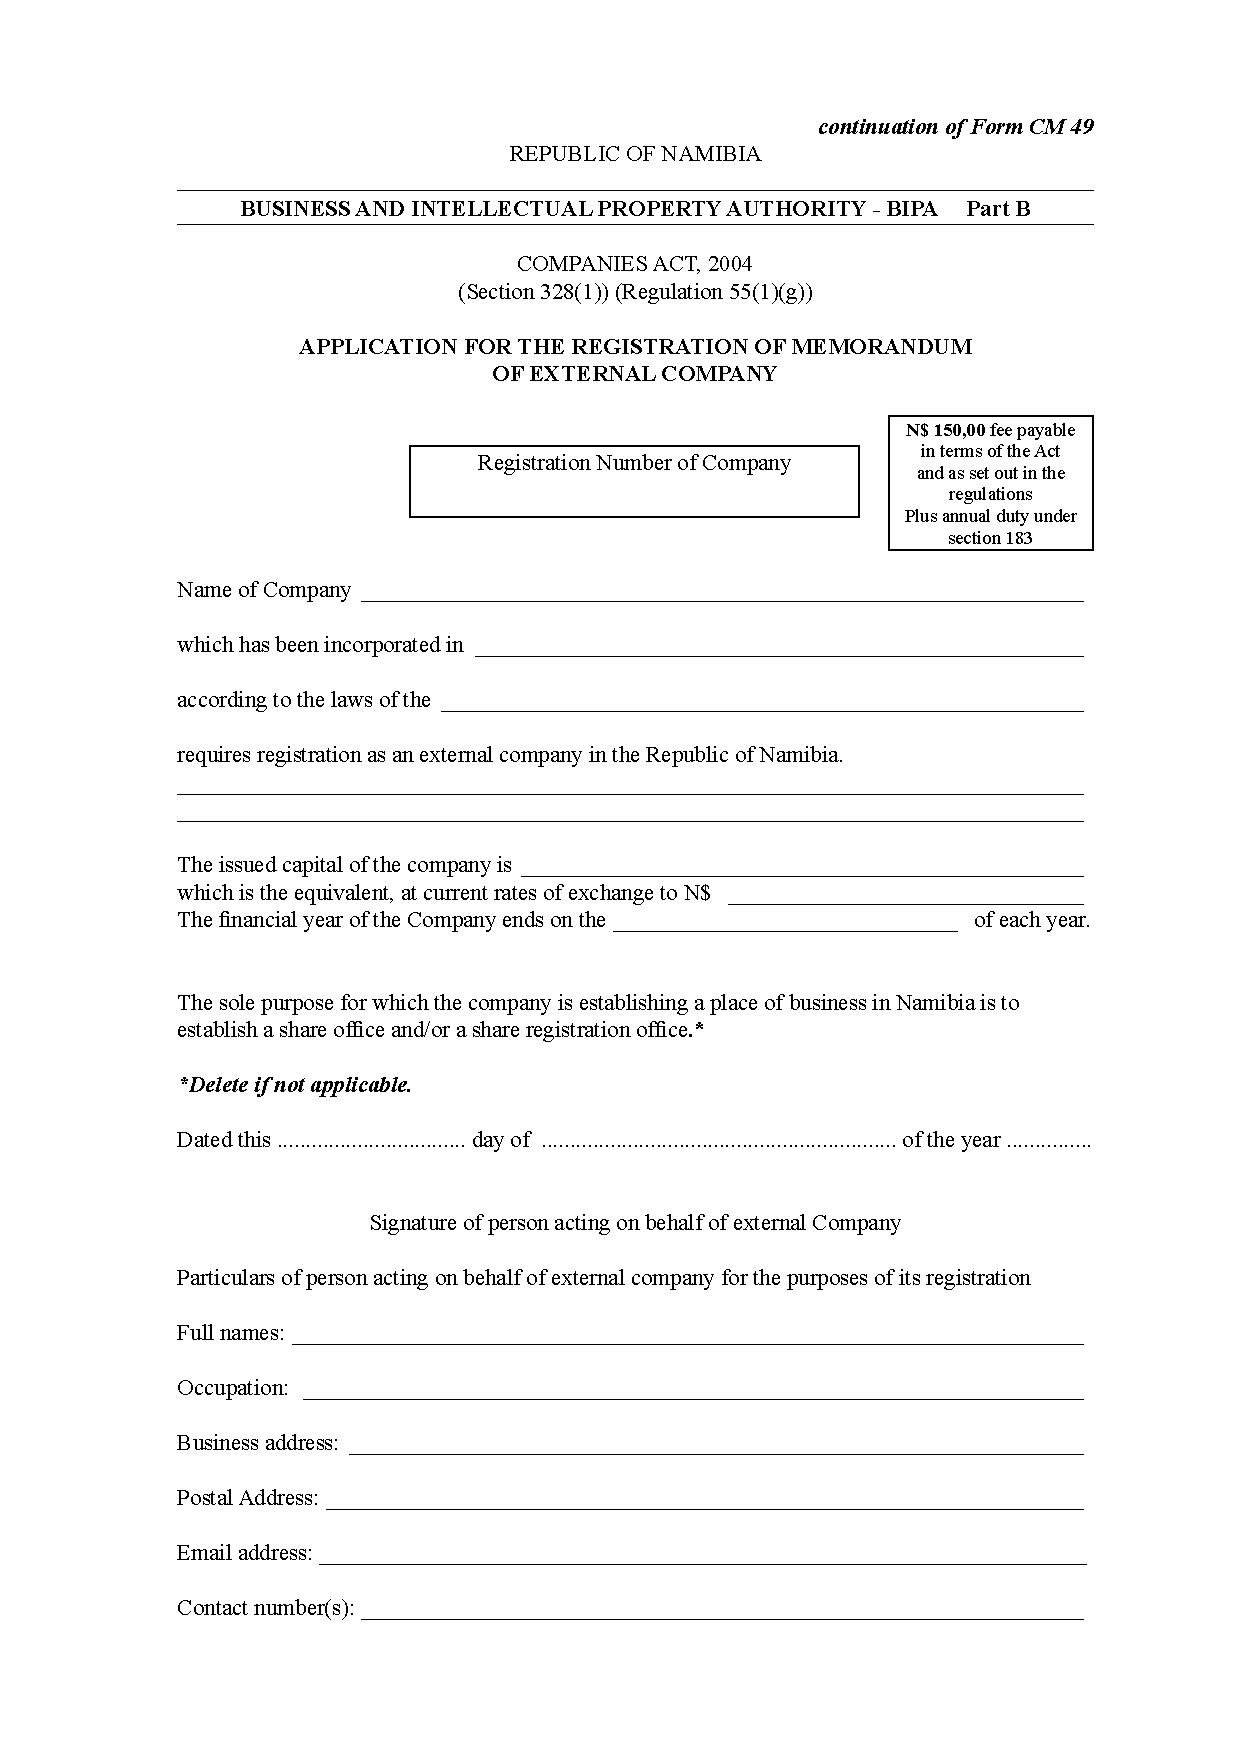 continuation of Form CM 49
REPUBLIC OF NAMIBIA
BUSINESS AND INTELLECTUAL PROPERTY AUTHORITY - BIPA Part B
COMPANIES ACT, 2004
(Section 328(1)) (Regulation 55(1)(g))
APPLICATION FOR THE REGISTRATION OF MEMORANDUM
OF EXTERNAL COMPANY
Registration Number of Company
N$ 150,00 fee payable
in terms of the Act
and as set out in the
regulations
Plus annual duty under
section 183
Name of Company
which has been incorporated in
according to the laws of the
requires registration as an external company in the Republic of Namibia.
The issued capital of the company is
which is the equivalent, at current rates of exchange to N$
The financial year of the Company ends on the of each year.
The sole purpose for which the company is establishing a place of business in Namibia is to
establish a share office and/or a share registration office.*
*Delete if not applicable.
Dated this ................................. day of .............................................................. of the year ...............
Signature of person acting on behalf of external Company
Particulars of person acting on behalf of external company for the purposes of its registration
Full names:
Occupation:
Business address:
Postal Address:
Email address:
Contact number(s):